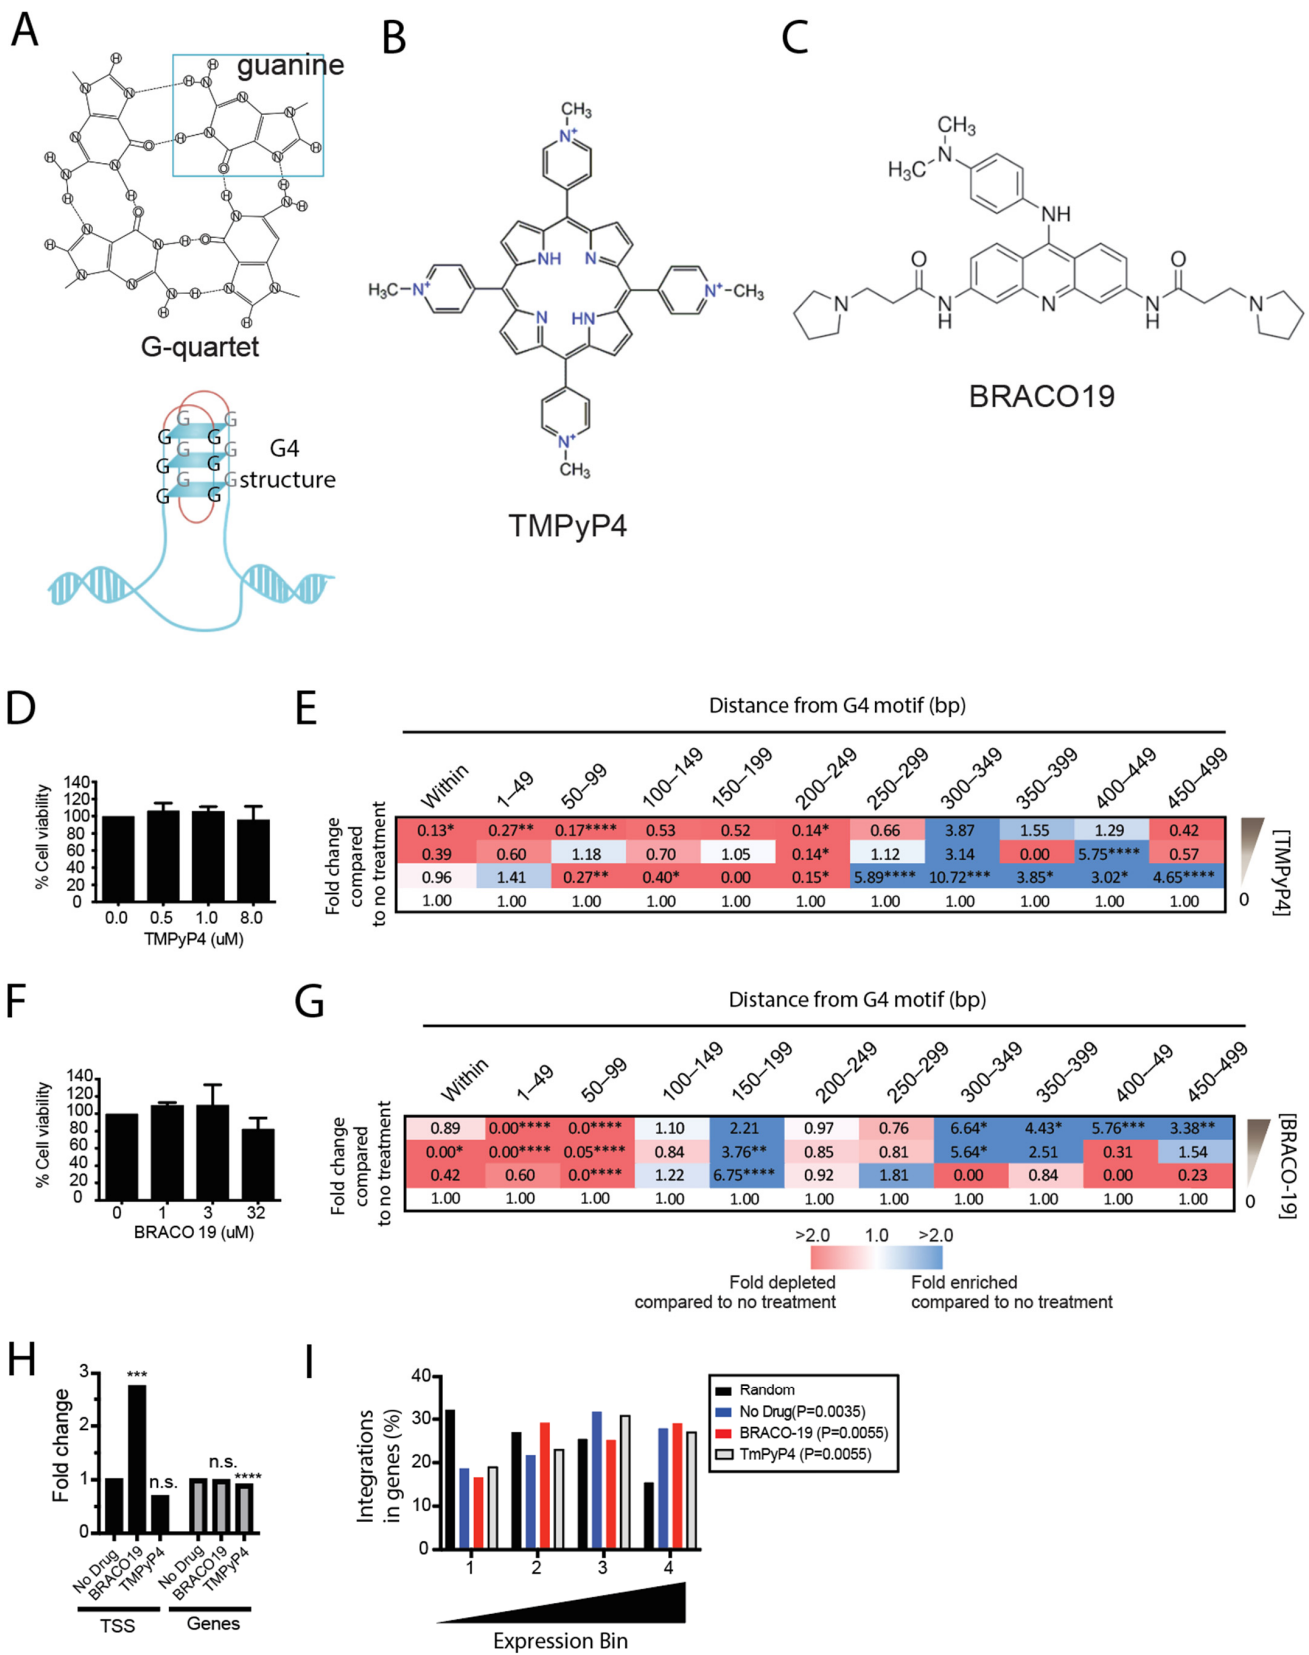 A
guanine
G-quartet
G4
structure
B
CH₃
N⁺
NH
N
H₃C
N⁺
N⁺
CH₃
N
HN
N⁺
CH₃
TMPyP4
C
CH₃
H₃C
N
NH
O
O
N
N
H
N
N
H
N
BRACO19
D
% Cell viability
140
120
100
80
60
40
20
0
0.0 0.5 1.0 8.0
TMPyP4 (uM)
E
Distance from G4 motif (bp)
Within 1–49 50–99 100–149 150–199 200–249 250–299 300–349 350–399 400–449 450–499
Fold change
compared
to no treatment
0.13* 0.27** 0.17**** 0.53 0.52 0.14* 0.66 3.87 1.55 1.29 0.42
0.39 0.60 1.18 0.70 1.05 0.14* 1.12 3.14 0.00 5.75**** 0.57
0.96 1.41 0.27** 0.40* 0.00 0.15* 5.89**** 10.72*** 3.85* 3.02* 4.65****
1.00 1.00 1.00 1.00 1.00 1.00 1.00 1.00 1.00 1.00 1.00
0
[TMPyP4]
F
% Cell viability
140
120
100
80
60
40
20
0
0 1 3 32
BRACO 19 (uM)
G
Distance from G4 motif (bp)
Within 1–49 50–99 100–149 150–199 200–249 250–299 300–349 350–399 400–49 450–499
Fold change
compared
to no treatment
0.89 0.00**** 0.0**** 1.10 2.21 0.97 0.76 6.64* 4.43* 5.76*** 3.38**
0.00* 0.00**** 0.05**** 0.84 3.76** 0.85 0.81 5.64* 2.51 0.31 1.54
0.42 0.60 0.0**** 1.22 6.75**** 0.92 1.81 0.00 0.84 0.00 0.23
1.00 1.00 1.00 1.00 1.00 1.00 1.00 1.00 1.00 1.00 1.00
0
[BRACO-19]
>2.0 1.0 >2.0
Fold depleted
compared to no treatment
Fold enriched
compared to no treatment
H
Fold change
3
2
1
0
***
n.s.
n.s.
****
No Drug BRACO19 TMPyP4 No Drug BRACO19 TMPyP4
TSS Genes
I
Integrations
in genes (%)
40
30
20
10
0
1 2 3 4
Expression Bin
Random
No Drug(P=0.0035)
BRACO-19 (P=0.0055)
TmPyP4 (P=0.0055)